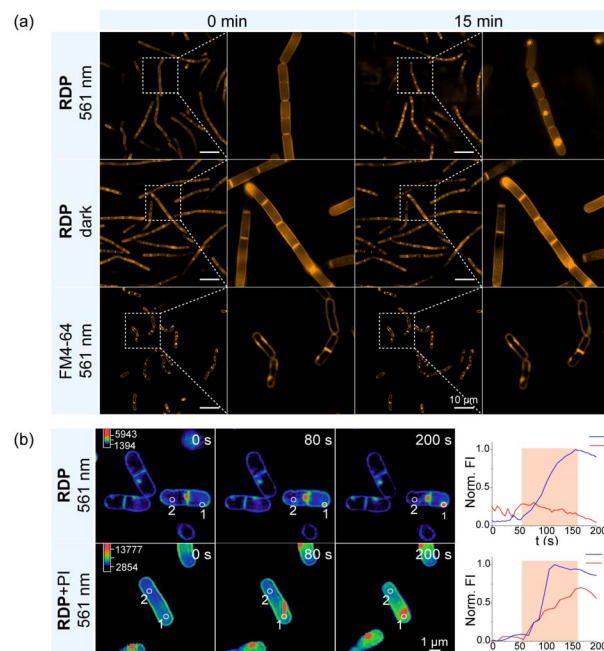 (a)
0 min
15 min
RDP
561 nm
RDP
dark
FM4-64
561 nm
10 µm
(b)
RDP
561 nm
5943
1394
0 s
80 s
200 s
2
1
2
1
2
1
Norm. FI
1.0
0.5
0
0
50
100
150
200
t (s)
RDP+PI
561 nm
13777
2854
0 s
80 s
200 s
2
1
2
1
2
1
1 µm
Norm. FI
1.0
0.5
0
0
50
100
150
200
t (s)